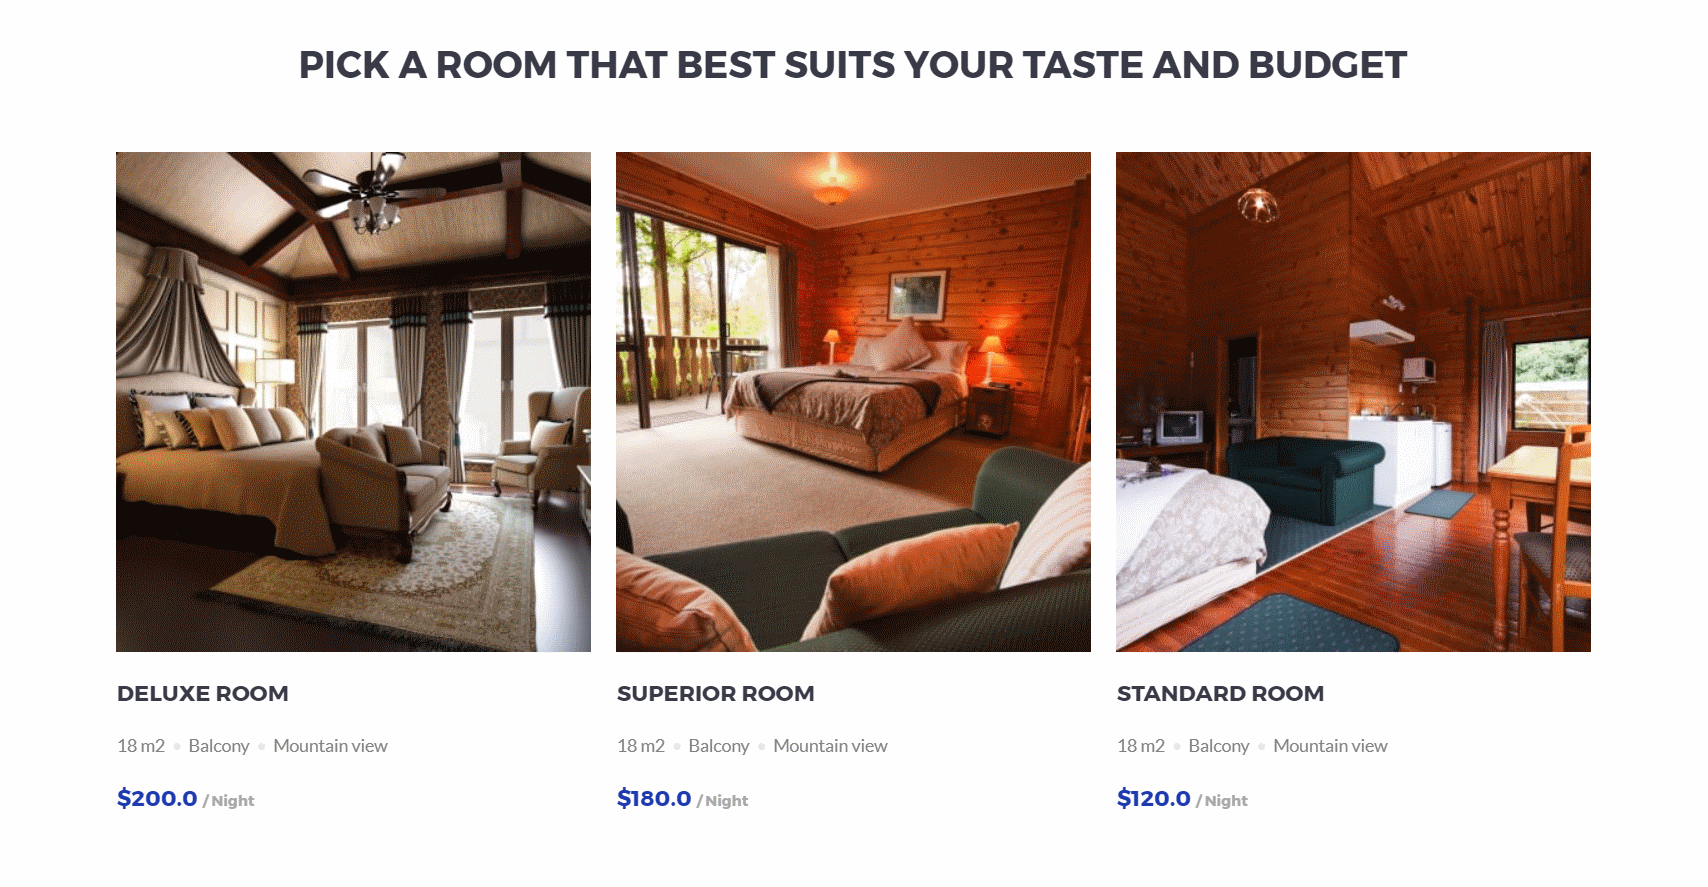 PICK A ROOM THAT BEST SUITS YOUR TASTE AND BUDGET
DELUXE ROOM
18 m2 • Balcony • Mountain view
$200.0 / Night
SUPERIOR ROOM
18 m2 • Balcony • Mountain view
$180.0 / Night
STANDARD ROOM
18 m2 • Balcony • Mountain view
$120.0 / Night